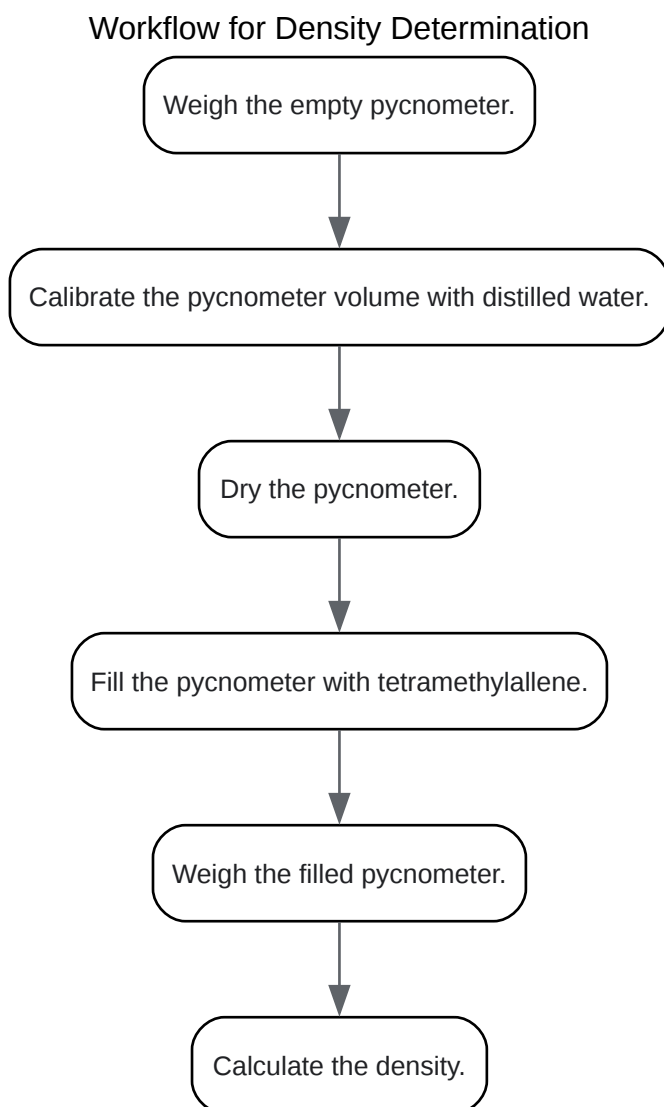 Workflow for Density Determination
Weigh the empty pycnometer.
Calibrate the pycnometer volume with distilled water.
Dry the pycnometer.
Fill the pycnometer with tetramethylallene.
Weigh the filled pycnometer.
Calculate the density.